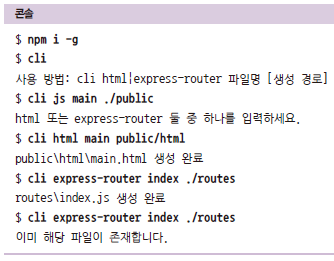 콘솔
$ npm i -g
$ cli
사용 방법: cli html|express-router 파일명 [생성 경로]
$ cli js main ./public
html 또는 express-router 둘 중 하나를 입력하세요.
$ cli html main public/html
public\html\main.html 생성 완료
$ cli express-router index ./routes
routes\index.js 생성 완료
$ cli express-router index ./routes
이미 해당 파일이 존재합니다.